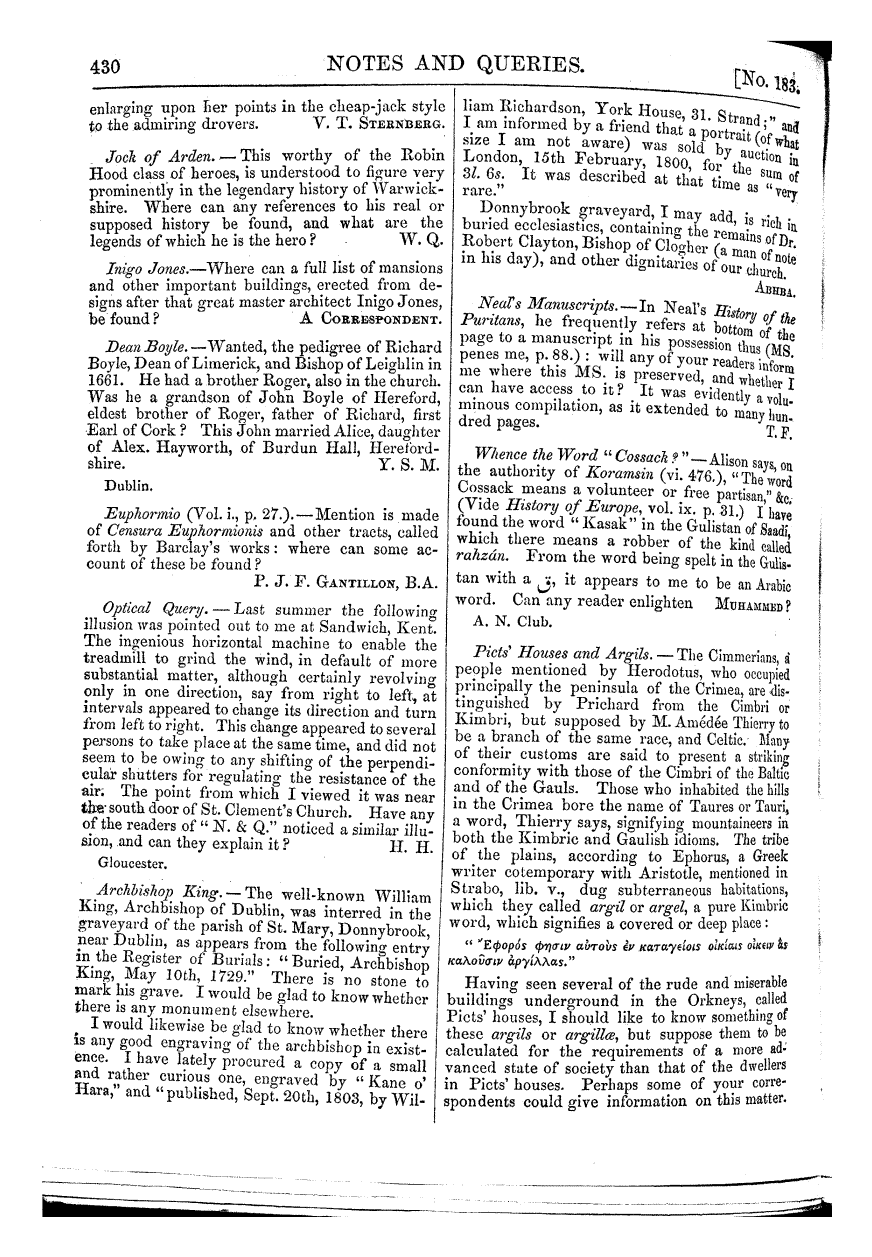 430
NOTES AND QUERIES.
[No. 183.
enlarging upon her points in the cheap-jack style
to the admiring drovers. V. T. STERNBERG.
Jock of Arden. — This worthy of the Robin
Hood class of heroes, is understood to figure very
prominently in the legendary history of Warwick-
shire. Where can any references to his real or
supposed history be found, and what are the
legends of which he is the hero? W. Q.
Inigo Jones.—Where can a full list of mansions
and other important buildings, erected from de-
signs after that great master architect Inigo Jones,
be found? A CORRESPONDENT.
Dean Boyle. —Wanted, the pedigree of Richard
Boyle, Dean of Limerick, and Bishop of Leighlin in
1661. He had a brother Roger, also in the church.
Was he a grandson of John Boyle of Hereford,
eldest brother of Roger, father of Richard, first
Earl of Cork? This John married Alice, daughter
of Alex. Hayworth, of Burdun Hall, Hereford-
shire. Y. S. M.
Dublin.
Euphormio (Vol. i., p. 27.).—Mention is made
of Censura Euphormionis and other tracts, called
forth by Barclay's works: where can some ac-
count of these be found?
P. J. F. GANTILLON, B.A.
Optical Query. — Last summer the following
illusion was pointed out to me at Sandwich, Kent.
The ingenious horizontal machine to enable the
treadmill to grind the wind, in default of more
substantial matter, although certainly revolving
only in one direction, say from right to left, at
intervals appeared to change its direction and turn
from left to right. This change appeared to several
persons to take place at the same time, and did not
seem to be owing to any shifting of the perpendi-
cular shutters for regulating the resistance of the
air. The point from which I viewed it was near
the south door of St. Clement's Church. Have any
of the readers of "N. & Q." noticed a similar illu-
sion, and can they explain it? H. H.
Gloucester.
Archbishop King. — The well-known William
King, Archbishop of Dublin, was interred in the
graveyard of the parish of St. Mary, Donnybrook,
near Dublin, as appears from the following entry
in the Register of Burials: "Buried, Archbishop
King, May 10th, 1729." There is no stone to
mark his grave. I would be glad to know whether
there is any monument elsewhere.
I would likewise be glad to know whether there
is any good engraving of the archbishop in exist-
ence. I have lately procured a copy of a small
and rather curious one, engraved by "Kane o'
Hara," and "published, Sept. 20th, 1803, by Wil-
liam Richardson, York House, 31. Strand;" and
I am informed by a friend that a portrait (of what
size I am not aware) was sold by auction in
London, 15th February, 1800, for the sum of
3l. 6s. It was described at that time as "very
rare."
Donnybrook graveyard, I may add, is rich in
buried ecclesiastics, containing the remains of Dr.
Robert Clayton, Bishop of Clogher (a man of note
in his day), and other dignitaries of our church.
ABHBA.
Neal's Manuscripts.—In Neal's History of the
Puritans, he frequently refers at bottom of the
page to a manuscript in his possession thus (MS.
penes me, p. 88.): will any of your readers inform
me where this MS. is preserved, and whether I
can have access to it? It was evidently a volu-
minous compilation, as it extended to many hun-
dred pages. T. F.
Whence the Word "Cossack?"—Alison says, on
the authority of Koramsin (vi. 476.), "The word
Cossack means a volunteer or free partisan," &c.
(Vide History of Europe, vol. ix. p. 31.) I have
found the word "Kasak" in the Gulistan of Saadi,
which there means a robber of the kind called
rahzán. From the word being spelt in the Gulis-
tan with a ق, it appears to me to be an Arabic
word. Can any reader enlighten MUHAMMED?
A. N. Club.
Picts' Houses and Argils. — The Cimmerians, a
people mentioned by Herodotus, who occupied
principally the peninsula of the Crimea, are dis-
tinguished by Prichard from the Cimbri or
Kimbri, but supposed by M. Amédée Thierry to
be a branch of the same race, and Celtic. Many
of their customs are said to present a striking
conformity with those of the Cimbri of the Baltic
and of the Gauls. Those who inhabited the hills
in the Crimea bore the name of Taures or Tauri,
a word, Thierry says, signifying mountaineers in
both the Kimbric and Gaulish idioms. The tribe
of the plains, according to Ephorus, a Greek
writer cotemporary with Aristotle, mentioned in
Strabo, lib. v., dug subterraneous habitations,
which they called argil or argel, a pure Kimbric
word, which signifies a covered or deep place:
"Ἔφορός φησιν αὐτοὺς ἐν καταγείοις οἰκίαις οἰκεῖν ἃς
καλοῦσιν ἀργίλλας."
Having seen several of the rude and miserable
buildings underground in the Orkneys, called
Picts' houses, I should like to know something of
these argils or argillæ, but suppose them to be
calculated for the requirements of a more ad-
vanced state of society than that of the dwellers
in Picts' houses. Perhaps some of your corre-
spondents could give information on this matter.